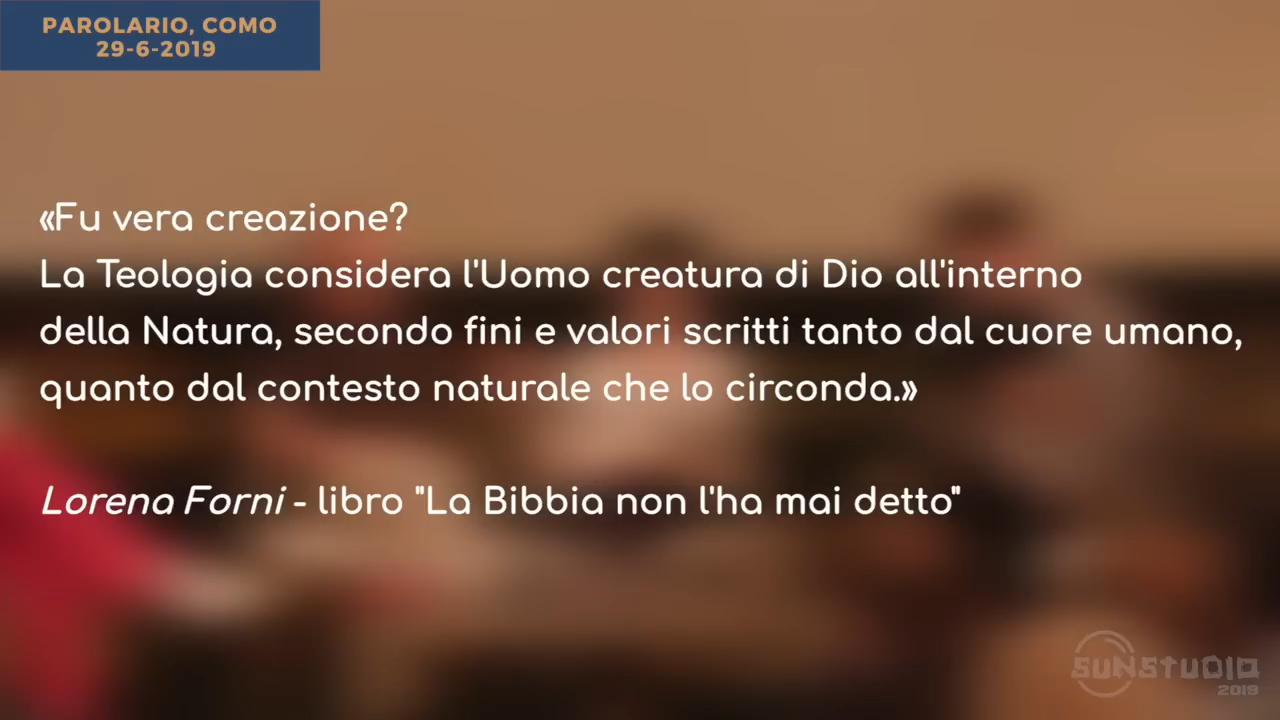 PAROLARIO, COMO
29-6-2019
«Fu vera creazione?
La Teologia considera l'Uomo creatura di Dio all'interno
della Natura, secondo fini e valori scritti tanto dal cuore umano,
quanto dal contesto naturale che lo circonda.»
Lorena Forni - libro "La Bibbia non l'ha mai detto"
SUNSTUDIO
2019